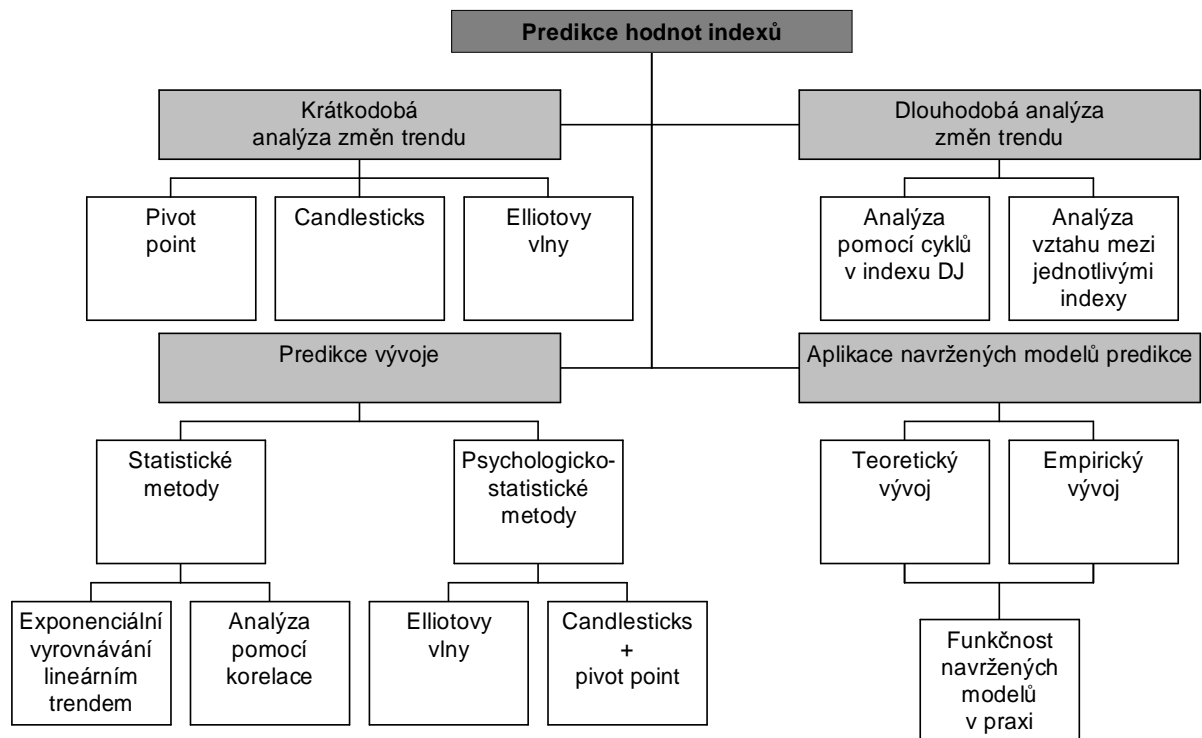 Predikce hodnot indexů
Krátkodobá
analýza změn trendu
Dlouhodobá analýza
změn trendu
Pivot
point
Candlesticks
Elliotovy
vlny
Analýza
pomocí cyklů
v indexu DJ
Analýza
vztahu mezi
jednotlivými
indexy
Predikce vývoje
Aplikace navržených modelů predikce
Statistické
metody
Psychologicko-
statistické
metody
Teoretický
vývoj
Empirický
vývoj
Exponenciální
vyrovnávání
lineárním
trendem
Analýza
pomocí
korelace
Elliotovy
vlny
Candlesticks
+
pivot point
Funkčnost
navržených
modelů
v praxi